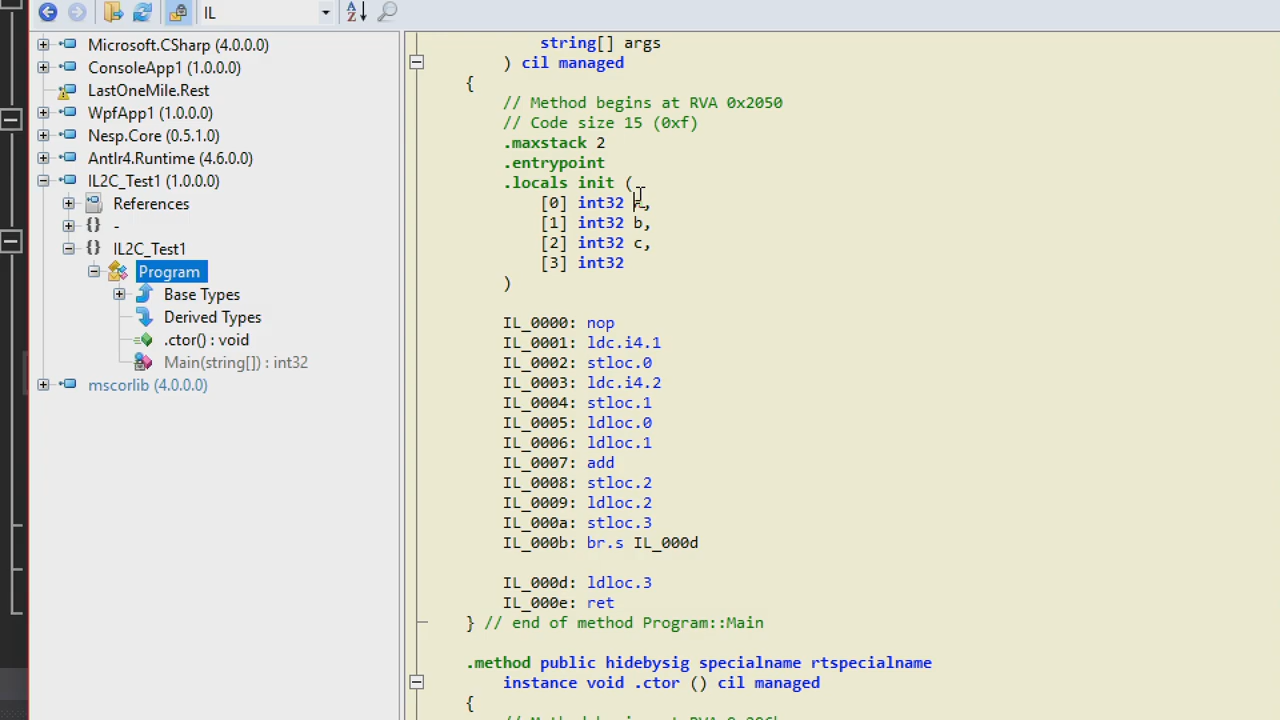 IL
Microsoft.CSharp (4.0.0.0)
ConsoleApp1 (1.0.0.0)
LastOneMile.Rest
WpfApp1 (1.0.0.0)
Nesp.Core (0.5.1.0)
Antlr4.Runtime (4.6.0.0)
IL2C_Test1 (1.0.0.0)
References
{} -
{} IL2C_Test1
Program
Base Types
Derived Types
.ctor() : void
Main(string[]) : int32
mscorlib (4.0.0.0)
string[] args
) cil managed
{
// Method begins at RVA 0x2050
// Code size 15 (0xf)
.maxstack 2
.entrypoint
.locals init (
[0] int32 ,
[1] int32 b,
[2] int32 c,
[3] int32
)
IL_0000: nop
IL_0001: ldc.i4.1
IL_0002: stloc.0
IL_0003: ldc.i4.2
IL_0004: stloc.1
IL_0005: ldloc.0
IL_0006: ldloc.1
IL_0007: add
IL_0008: stloc.2
IL_0009: ldloc.2
IL_000a: stloc.3
IL_000b: br.s IL_000d
IL_000d: ldloc.3
IL_000e: ret
} // end of method Program::Main
.method public hidebysig specialname rtspecialname
instance void .ctor () cil managed
{